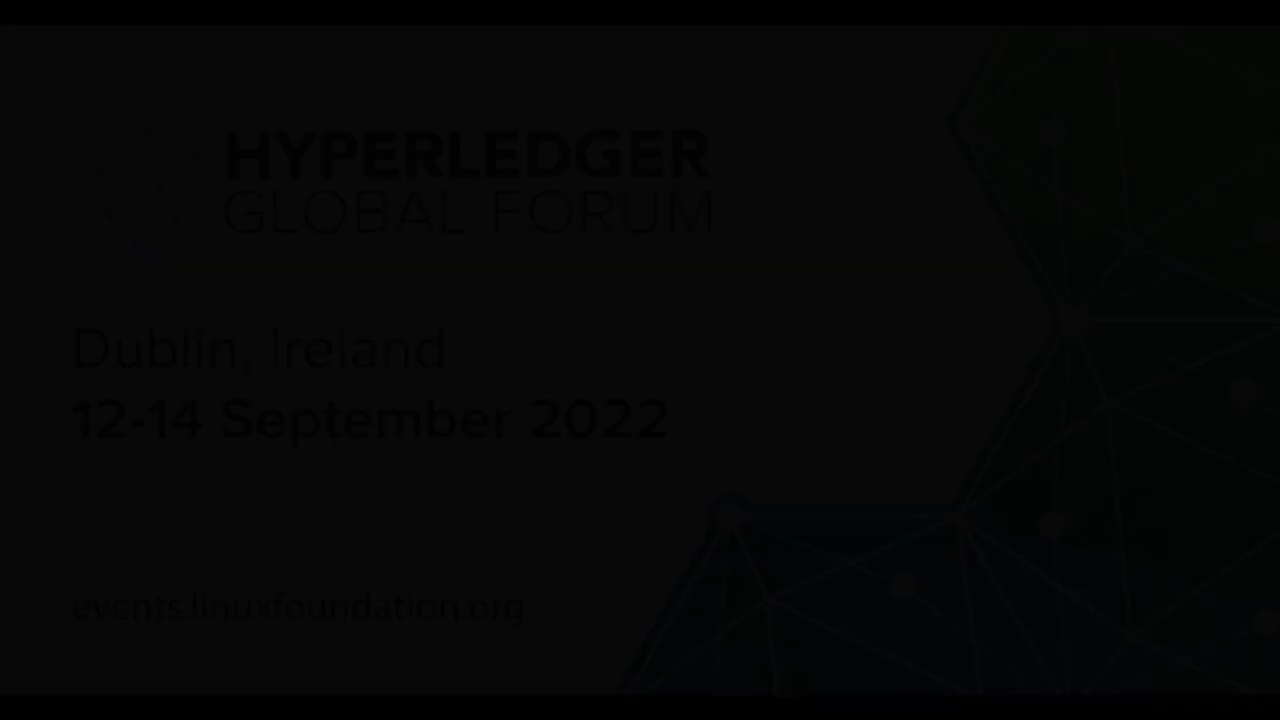 HYPERLEDGER
GLOBAL FORUM
Dublin, Ireland
12-14 September 2022
events.linuxfoundation.org